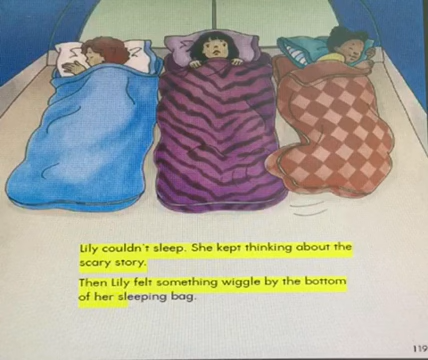 Lily couldn't sleep. She kept thinking about the
scary story.
Then Lily felt something wiggle by the bottom
of her sleeping bag.
119